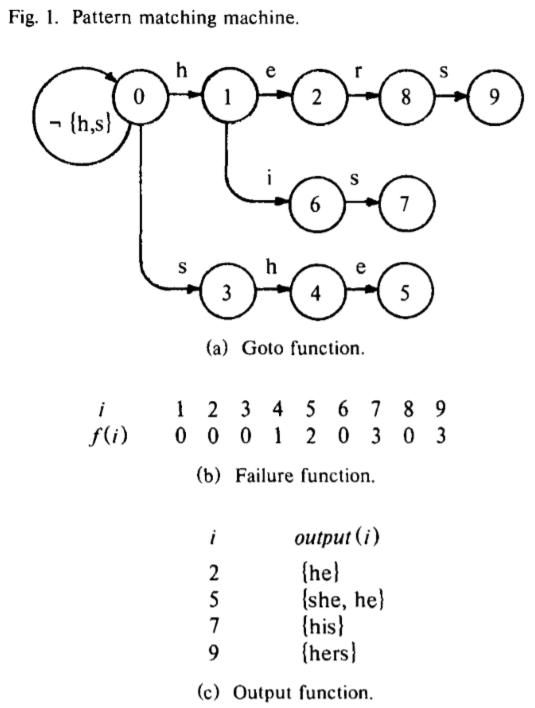 Fig. 1. Pattern matching machine.
h e r s
0 1 2 8 9
¬ {h,s}
i s
6 7
s h e
3 4 5
(a) Goto function.
i 1 2 3 4 5 6 7 8 9
f(i) 0 0 0 1 2 0 3 0 3
(b) Failure function.
i output(i)
2 {he}
5 {she, he}
7 {his}
9 {hers}
(c) Output function.